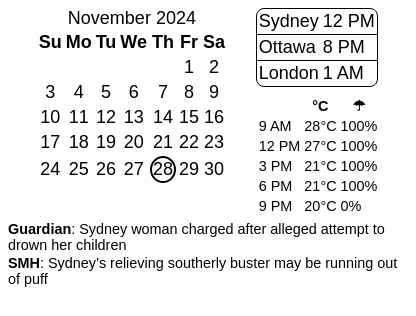 November 2024
Su Mo Tu We Th Fr Sa
1 2
3 4 5 6 7 8 9
10 11 12 13 14 15 16
17 18 19 20 21 22 23
24 25 26 27 28 29 30
Sydney 12 PM
Ottawa 8 PM
London 1 AM
°C ☂
9 AM 28°C 100%
12 PM 27°C 100%
3 PM 21°C 100%
6 PM 21°C 100%
9 PM 20°C 0%
Guardian: Sydney woman charged after alleged attempt to
drown her children
SMH: Sydney’s relieving southerly buster may be running out
of puff